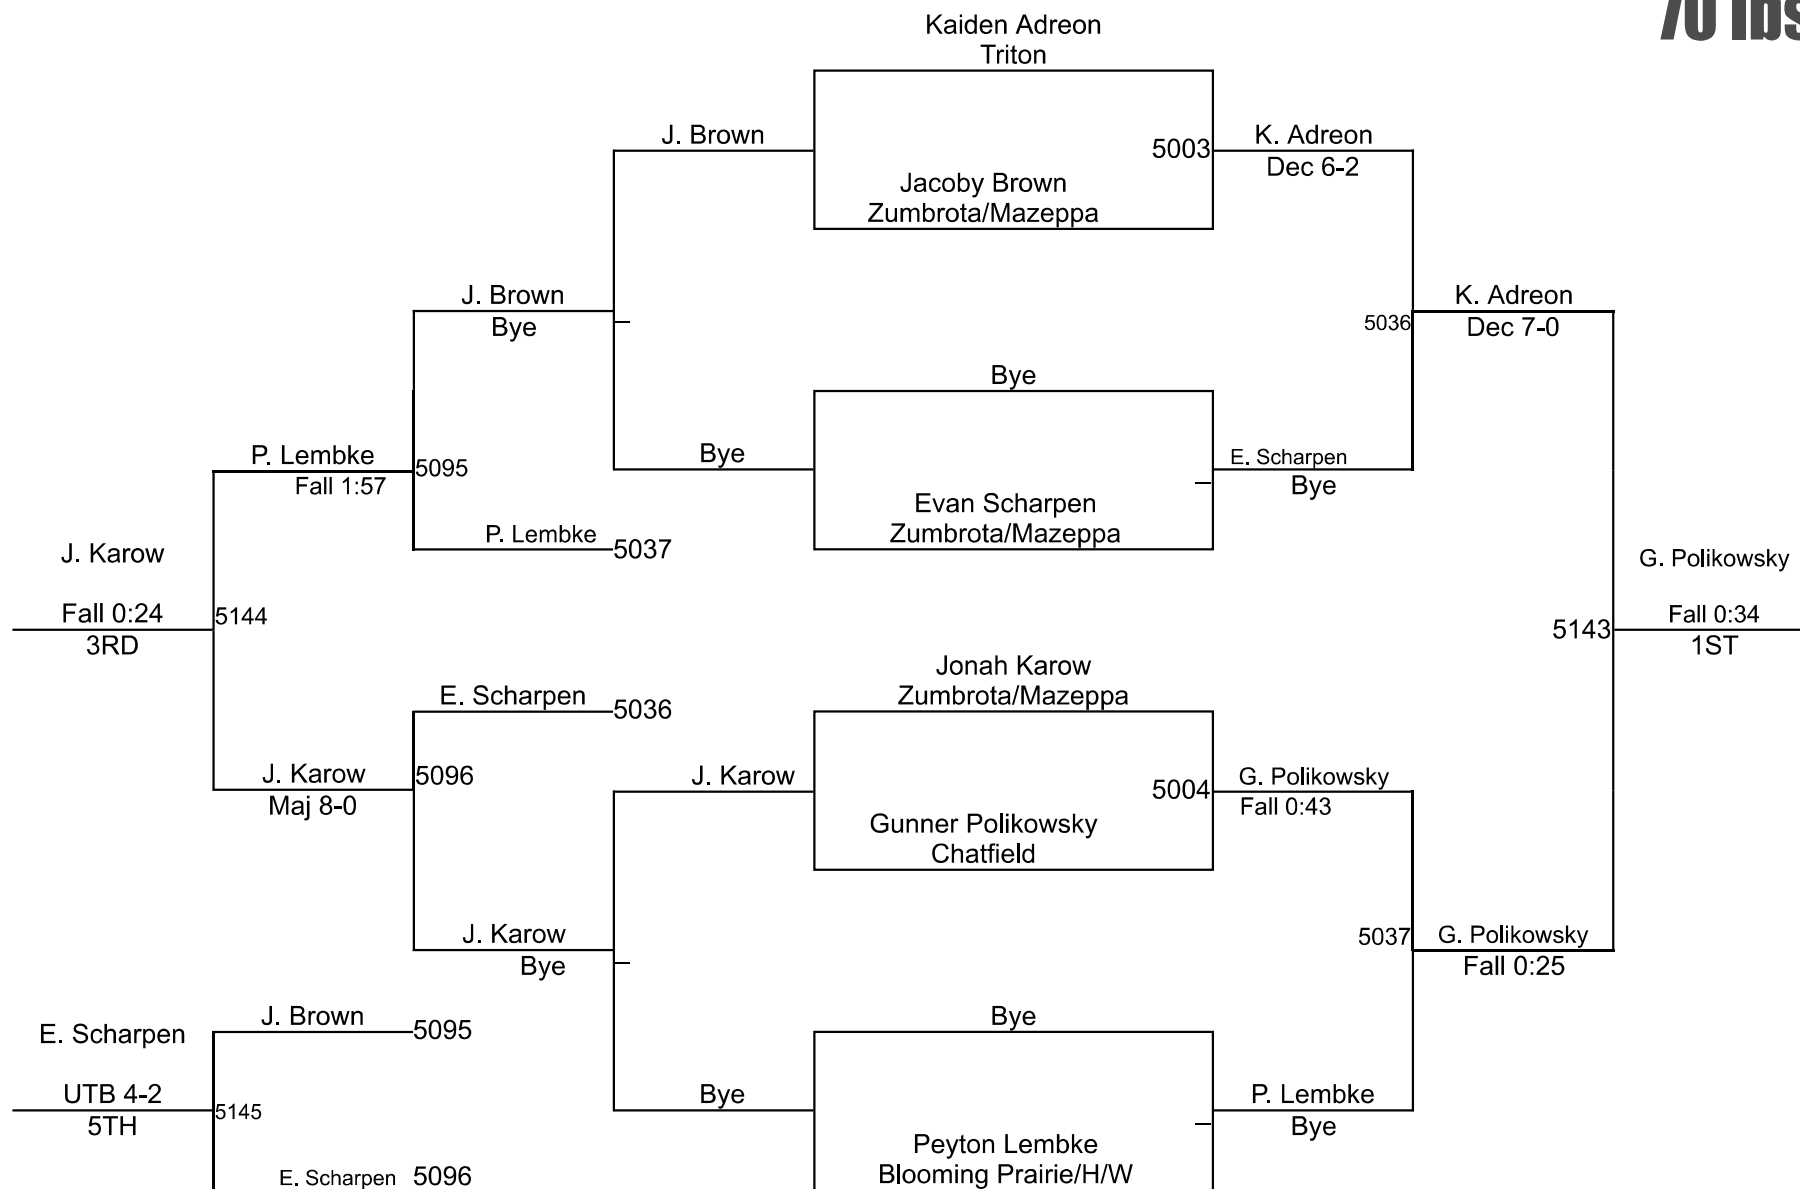 70 lbs
Kaiden Adreon
Triton
J. Brown
5003
K. Adreon
Dec 6-2
Jacoby Brown
Zumbrota/Mazeppa
J. Brown
Bye
5036
K. Adreon
Dec 7-0
Bye
P. Lembke
Fall 1:57
5095
Bye
E. Scharpen
Bye
Evan Scharpen
Zumbrota/Mazeppa
P. Lembke
5037
J. Karow
Fall 0:24
3RD
5144
G. Polikowsky
Fall 0:34
1ST
5143
Jonah Karow
Zumbrota/Mazeppa
E. Scharpen
5036
J. Karow
Maj 8-0
5096
J. Karow
5004
G. Polikowsky
Fall 0:43
Gunner Polikowsky
Chatfield
J. Karow
Bye
5037
G. Polikowsky
Fall 0:25
E. Scharpen
UTB 4-2
5TH
J. Brown
5095
5145
Bye
Bye
P. Lembke
Bye
Peyton Lembke
Blooming Prairie/H/W
E. Scharpen
5096